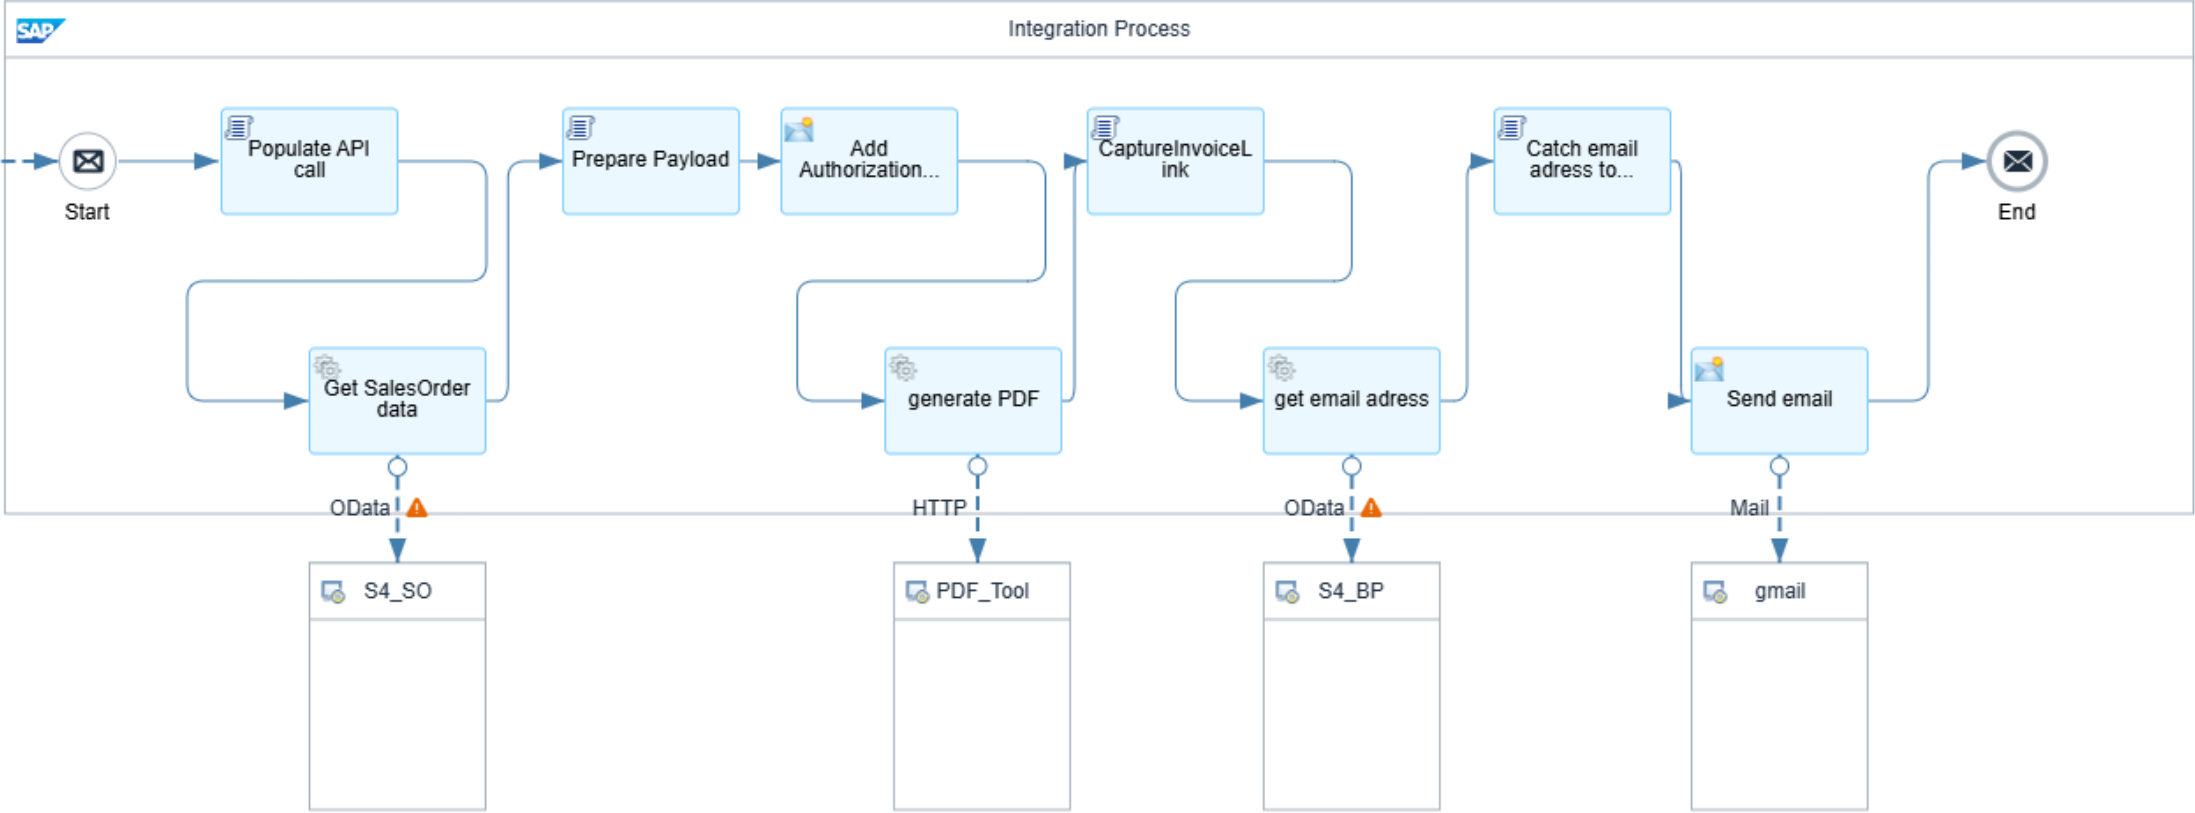 SAP
Integration Process
Start
Populate API
call
Prepare Payload
Add
Authorization...
CaptureInvoiceL
ink
Catch email
adress to...
End
Get SalesOrder
data
generate PDF
get email adress
Send email
OData
HTTP
OData
Mail
S4_SO
PDF_Tool
S4_BP
gmail